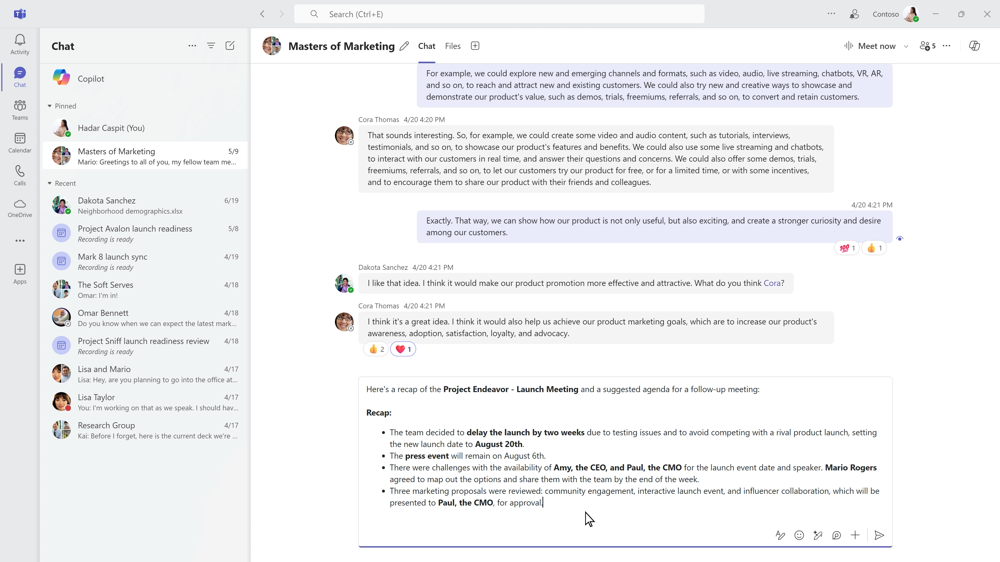 Search (Ctrl+E)
Contoso
Activity
Chat
Teams
Calendar
Calls
OneDrive
Apps
Chat
Copilot
Pinned
Hadar Caspit (You)
Masters of Marketing 5/9
Mario: Greetings to all of you, my fellow team me...
Recent
Dakota Sanchez 6/19
Neighborhood demographics.xlsx
Project Avalon launch readiness 5/8
Recording is ready
Mark 8 launch sync 4/19
Recording is ready
The Soft Serves 4/18
Omar: I'm in!
Omar Bennett 4/18
Do you know when we can expect the latest mark...
Project Sniff launch readiness review 4/18
Recording is ready
Lisa and Mario 4/17
Lisa: Hey, are you planning to go into the office at...
Lisa Taylor 4/17
You: I'm working on that as we speak. I should hav...
Research Group 4/17
Kai: Before I forget, here is the current deck we're ...
Masters of Marketing Chat Files Meet now 5
For example, we could explore new and emerging channels and formats, such as video, audio, live streaming, chatbots, VR, AR,
and so on, to reach and attract new and existing customers. We could also try new and creative ways to showcase and
demonstrate our product's value, such as demos, trials, freemiums, referrals, and so on, to convert and retain customers.
Cora Thomas 4/20 4:20 PM
That sounds interesting. So, for example, we could create some video and audio content, such as tutorials, interviews,
testimonials, and so on, to showcase our product's features and benefits. We could also use some live streaming and chatbots,
to interact with our customers in real time, and answer their questions and concerns. We could also offer some demos, trials,
freemiums, referrals, and so on, to let our customers try our product for free, or for a limited time, or with some incentives,
and to encourage them to share our product with their friends and colleagues.
4/20 4:21 PM
Exactly. That way, we can show how our product is not only useful, but also exciting, and create a stronger curiosity and desire
among our customers.
💯 1 👍 1
Dakota Sanchez 4/20 4:21 PM
I like that idea. I think it would make our product promotion more effective and attractive. What do you think Cora?
Cora Thomas 4/20 4:21 PM
I think it's a great idea. I think it would also help us achieve our product marketing goals, which are to increase our product's
awareness, adoption, satisfaction, loyalty, and advocacy.
👍 2 ❤️ 1
Here's a recap of the Project Endeavor - Launch Meeting and a suggested agenda for a follow-up meeting:
Recap:
• The team decided to delay the launch by two weeks due to testing issues and to avoid competing with a rival product launch, setting
the new launch date to August 20th.
• The press event will remain on August 6th.
• There were challenges with the availability of Amy, the CEO, and Paul, the CMO for the launch event date and speaker. Mario Rogers
agreed to map out the options and share them with the team by the end of the week.
• Three marketing proposals were reviewed: community engagement, interactive launch event, and influencer collaboration, which will be
presented to Paul, the CMO, for approval.